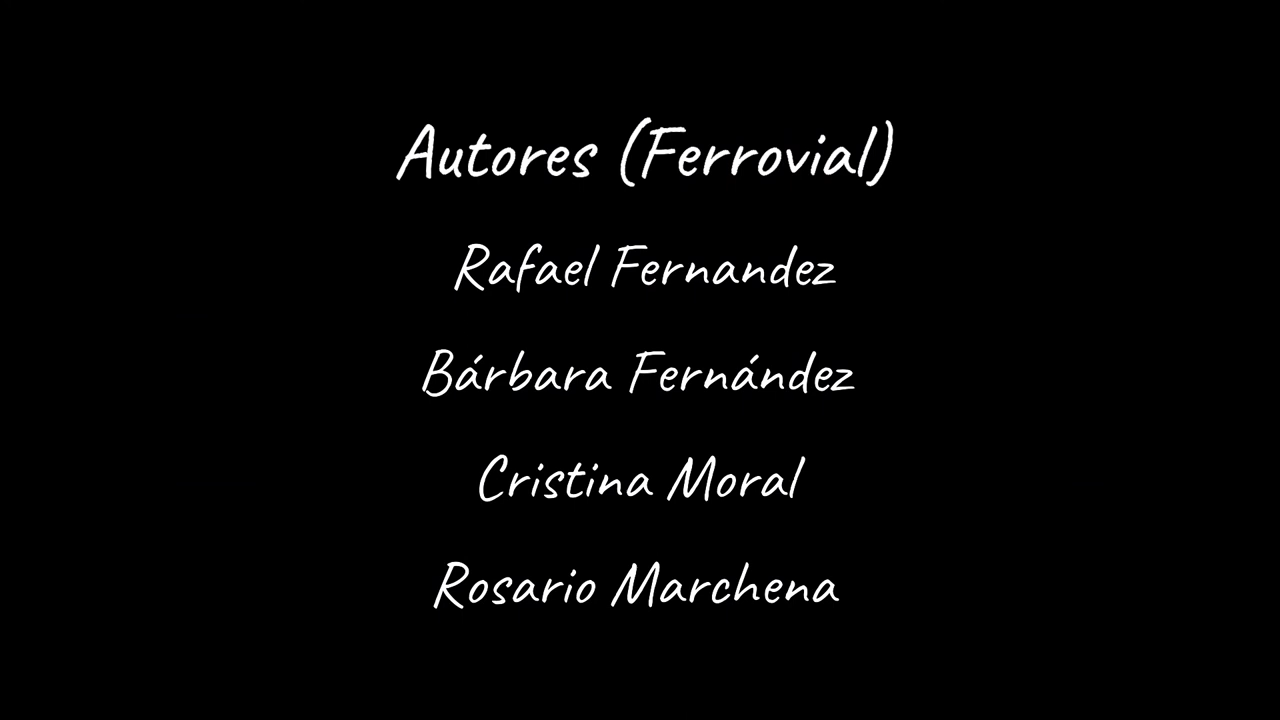 Autores (Ferrovial)
Rafael Fernandez
Bárbara Fernández
Cristina Moral
Rosario Marchena